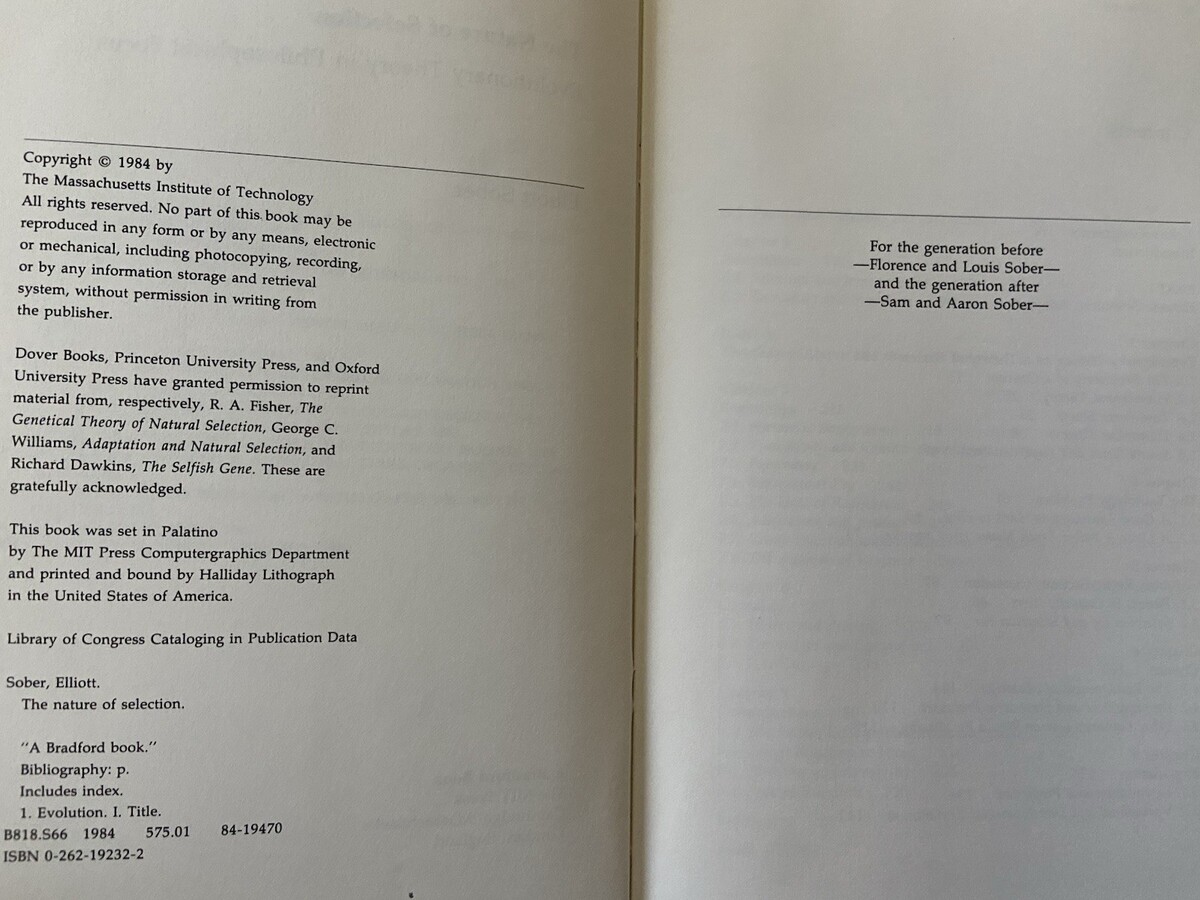 Copyright © 1984 by
The Massachusetts Institute of Technology
All rights reserved. No part of this book may be
reproduced in any form or by any means, electronic
or mechanical, including photocopying, recording,
or by any information storage and retrieval
system, without permission in writing from
the publisher.
Dover Books, Princeton University Press, and Oxford
University Press have granted permission to reprint
material from, respectively, R. A. Fisher, The
Genetical Theory of Natural Selection, George C.
Williams, Adaptation and Natural Selection, and
Richard Dawkins, The Selfish Gene. These are
gratefully acknowledged.
This book was set in Palatino
by The MIT Press Computergraphics Department
and printed and bound by Halliday Lithograph
in the United States of America.
Library of Congress Cataloging in Publication Data
Sober, Elliott.
The nature of selection.
"A Bradford book."
Bibliography: p.
Includes index.
1. Evolution. I. Title.
B818.S66 1984 575.01 84-19470
ISBN 0-262-19232-2
For the generation before
—Florence and Louis Sober—
and the generation after
—Sam and Aaron Sober—